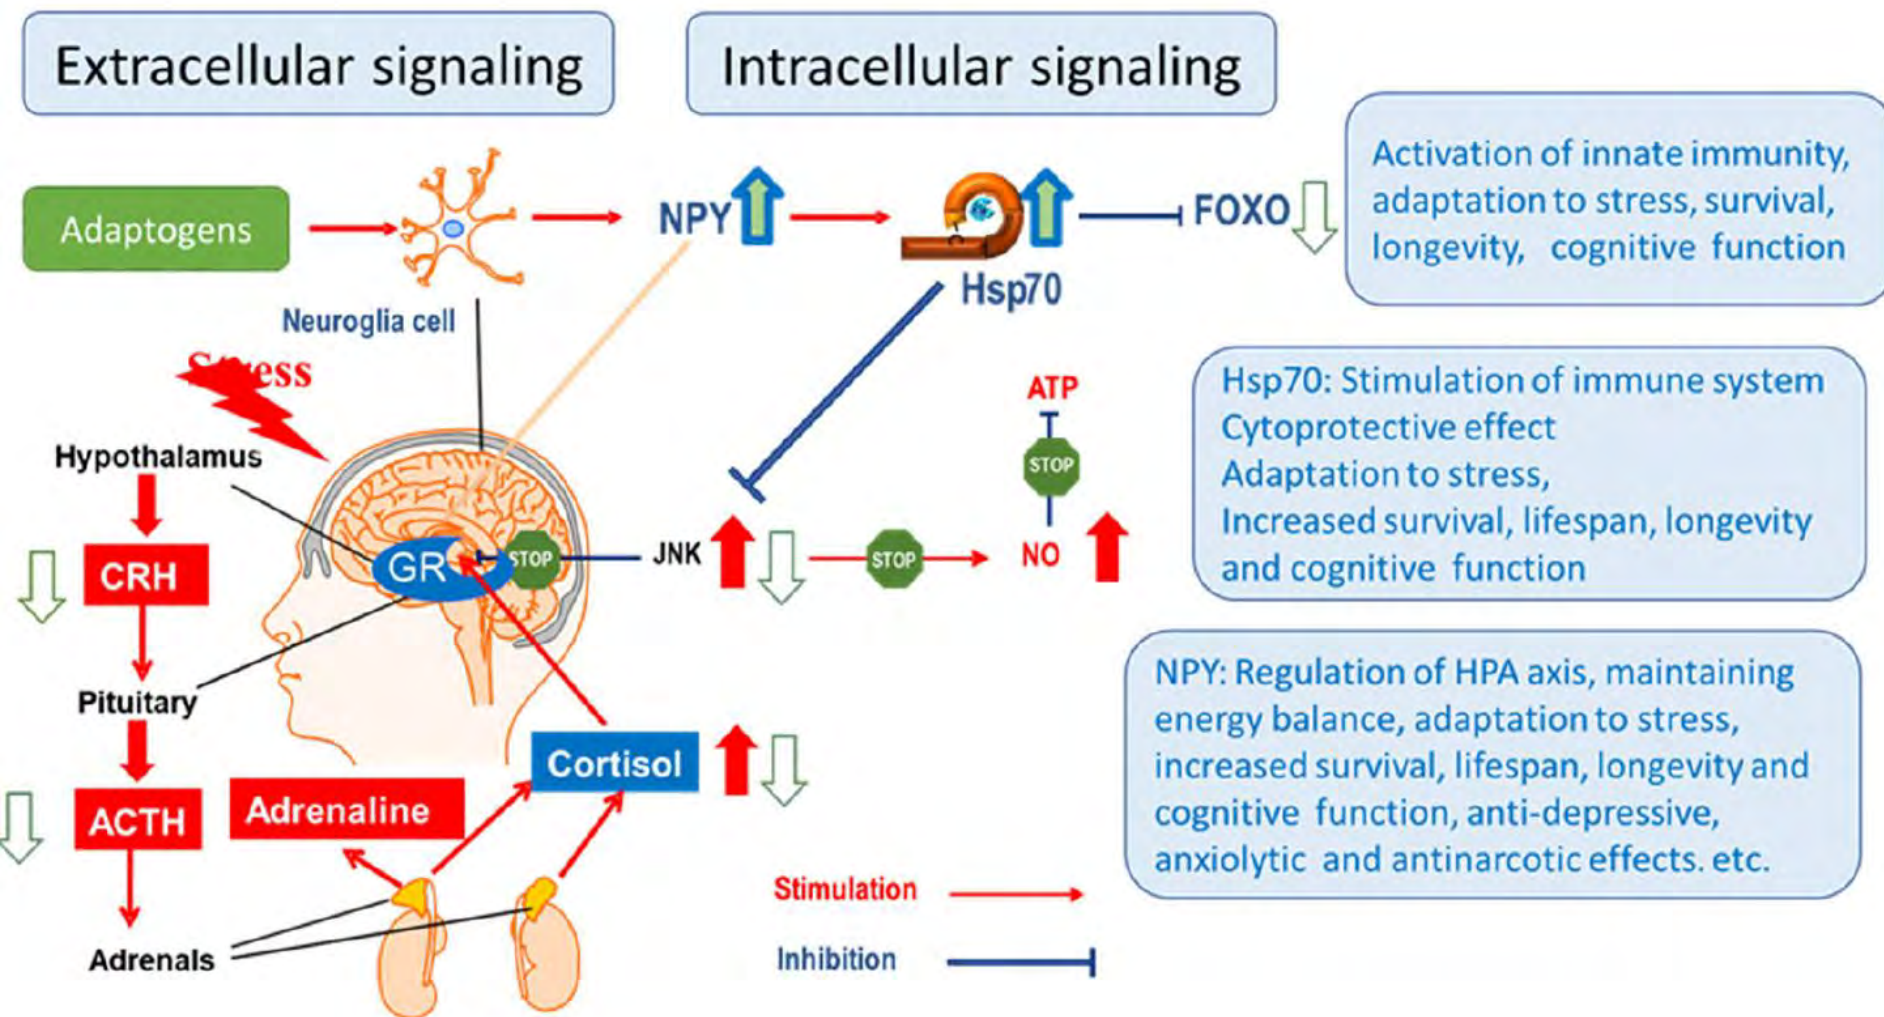 Extracellular signaling
Intracellular signaling
Adaptogens
Neuroglia cell
NPY
Hsp70
FOXO
Activation of innate immunity,
adaptation to stress, survival,
longevity, cognitive function
Stress
Hypothalamus
CRH
Pituitary
ACTH
Adrenals
Adrenaline
Cortisol
GR
STOP
JNK
STOP
NO
STOP
ATP
Hsp70: Stimulation of immune system
Cytoprotective effect
Adaptation to stress,
Increased survival, lifespan, longevity
and cognitive function
NPY: Regulation of HPA axis, maintaining
energy balance, adaptation to stress,
increased survival, lifespan, longevity and
cognitive function, anti-depressive,
anxiolytic and antinarcotic effects. etc.
Stimulation
Inhibition